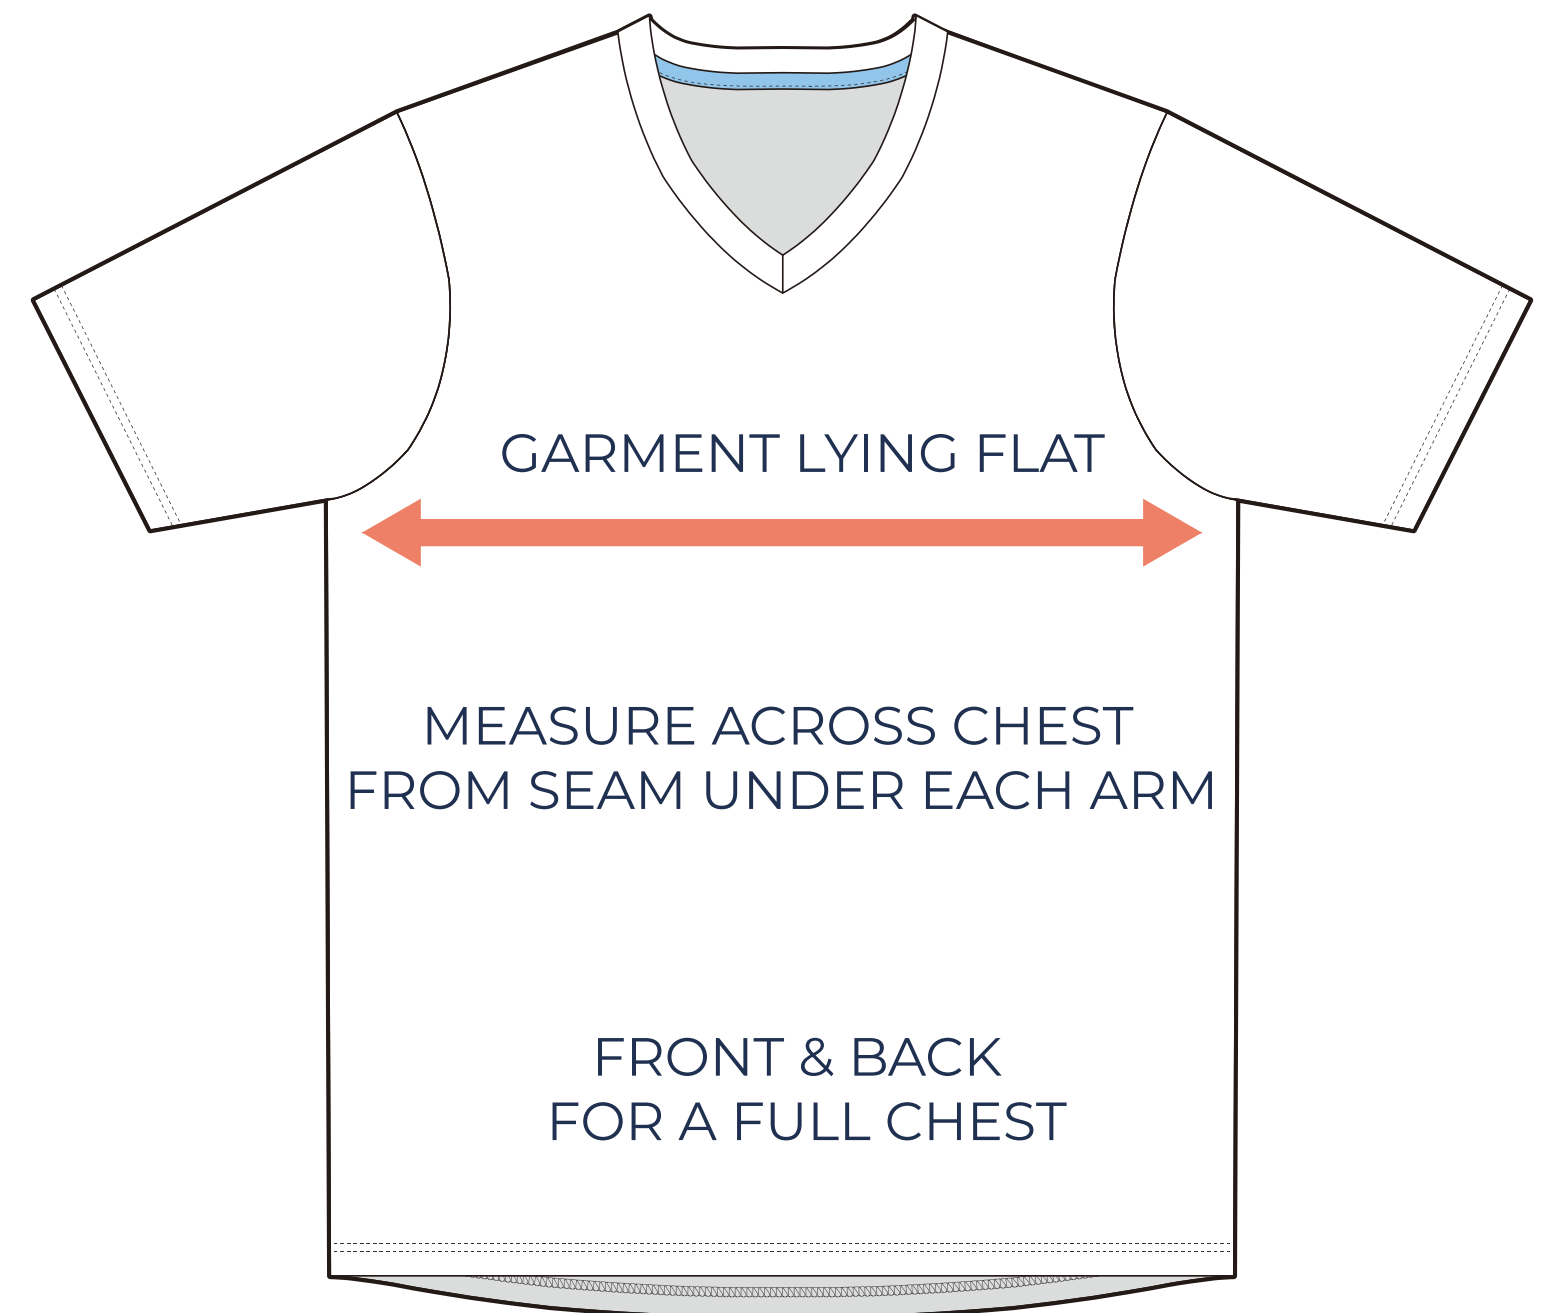 GARMENT LYING FLAT
MEASURE ACROSS CHEST
FROM SEAM UNDER EACH ARM
FRONT & BACK
FOR A FULL CHEST